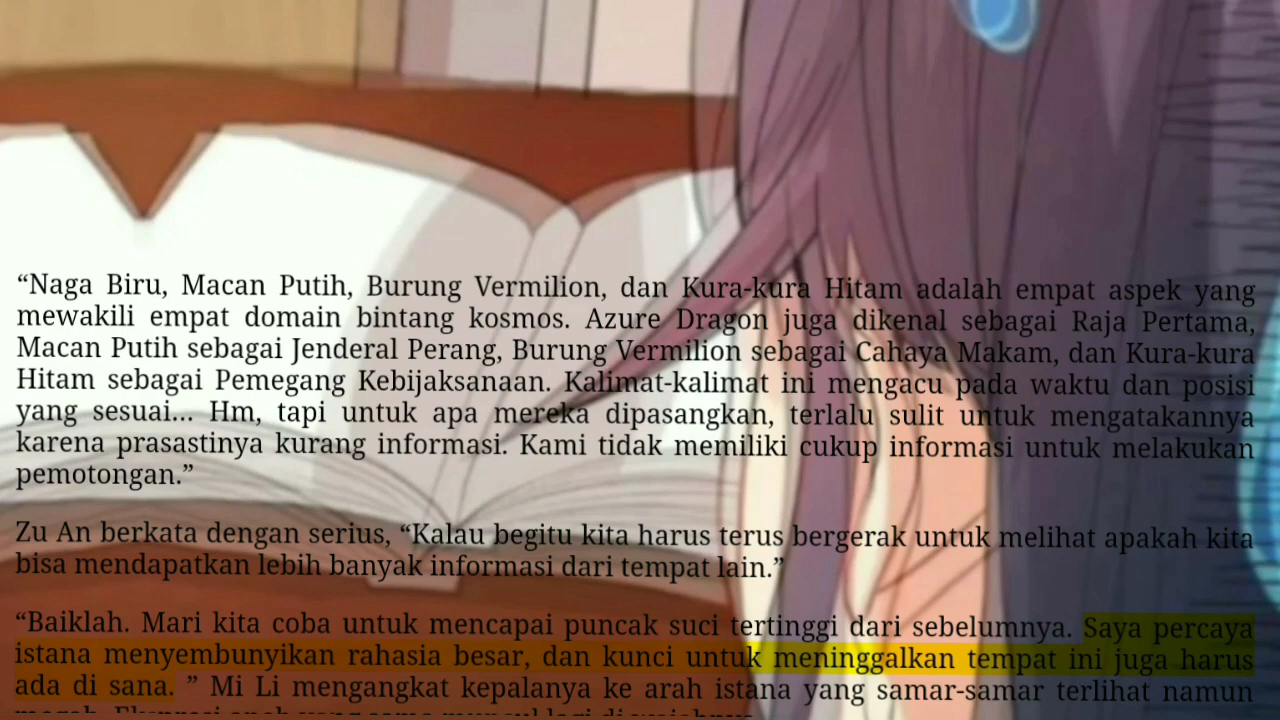 “Naga Biru, Macan Putih, Burung Vermilion, dan Kura-kura Hitam adalah empat aspek yang
mewakili empat domain bintang kosmos. Azure Dragon juga dikenal sebagai Raja Pertama,
Macan Putih sebagai Jenderal Perang, Burung Vermilion sebagai Cahaya Makam, dan Kura-kura
Hitam sebagai Pemegang Kebijaksanaan. Kalimat-kalimat ini mengacu pada waktu dan posisi
yang sesuai... Hm, tapi untuk apa mereka dipasangkan, terlalu sulit untuk mengatakannya
karena prasastinya kurang informasi. Kami tidak memiliki cukup informasi untuk melakukan
pemotongan.”
Zu An berkata dengan serius, “Kalau begitu kita harus terus bergerak untuk melihat apakah kita
bisa mendapatkan lebih banyak informasi dari tempat lain.”
“Baiklah. Mari kita coba untuk mencapai puncak suci tertinggi dari sebelumnya. Saya percaya
istana menyembunyikan rahasia besar, dan kunci untuk meninggalkan tempat ini juga harus
ada di sana. ” Mi Li mengangkat kepalanya ke arah istana yang samar-samar terlihat namun